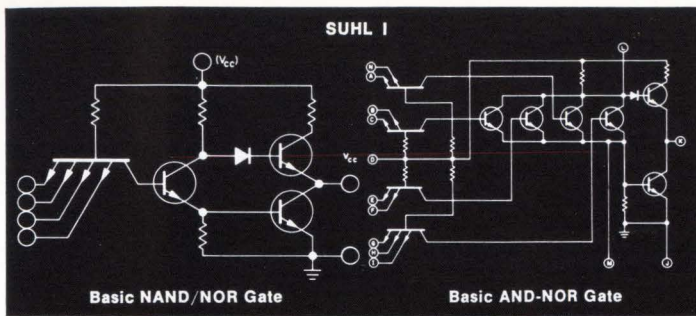 SUHL I
(Vcc)
N
A
B
C
Vcc D
E
F
G
H
I
L
K
M
J
Basic NAND/NOR Gate
Basic AND-NOR Gate